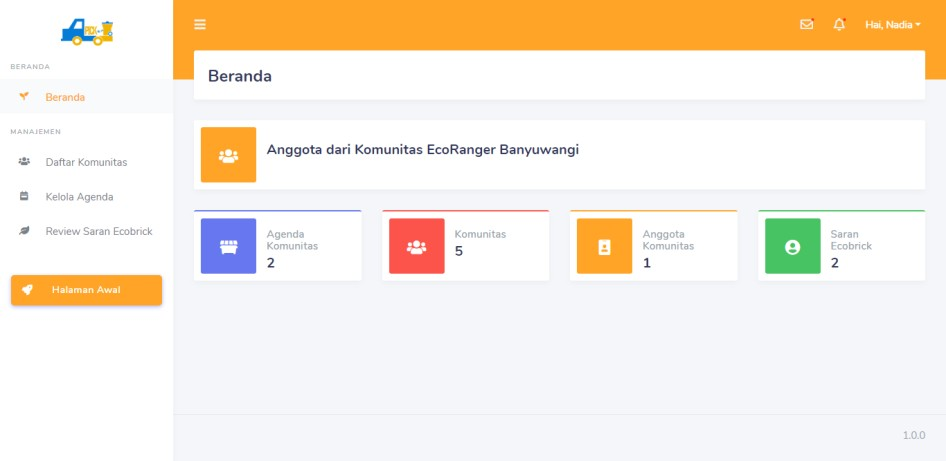 Hai, Nadia
BERANDA
Beranda
MANAJEMEN
Daftar Komunitas
Kelola Agenda
Review Saran Ecobrick
Halaman Awal
Beranda
Anggota dari Komunitas EcoRanger Banyuwangi
Agenda
Komunitas
2
Komunitas
5
Anggota
Komunitas
1
Saran
Ecobrick
2
1.0.0